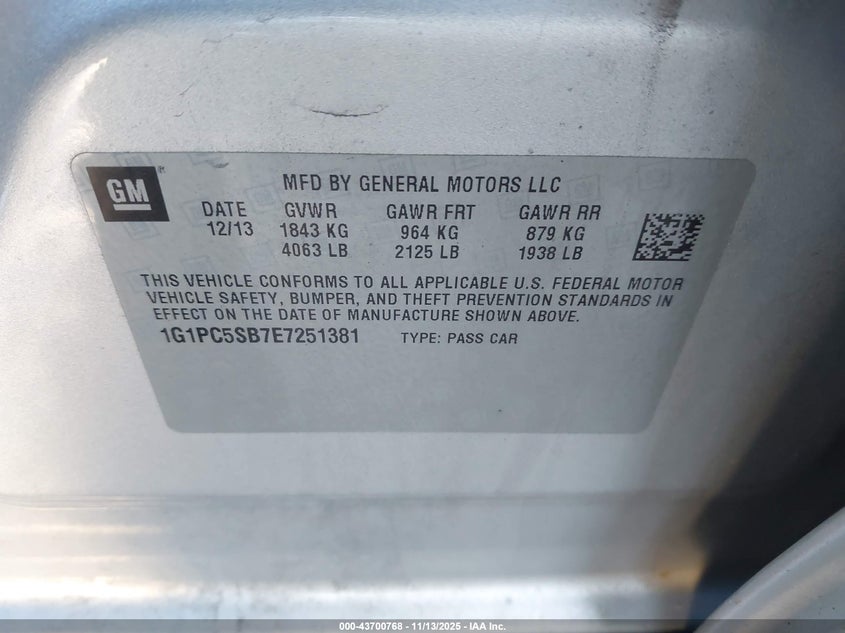 GM
MFD BY GENERAL MOTORS LLC
DATE GVWR GAWR FRT GAWR RR
12/13 1843 KG 964 KG 879 KG
4063 LB 2125 LB 1938 LB
THIS VEHICLE CONFORMS TO ALL APPLICABLE U.S. FEDERAL MOTOR
VEHICLE SAFETY, BUMPER, AND THEFT PREVENTION STANDARDS IN
EFFECT ON THE DATE OF MANUFACTURE SHOWN ABOVE.
1G1PC5SB7E7251381 TYPE: PASS CAR
000-43700768 - 11/13/2025 - IAA Inc.